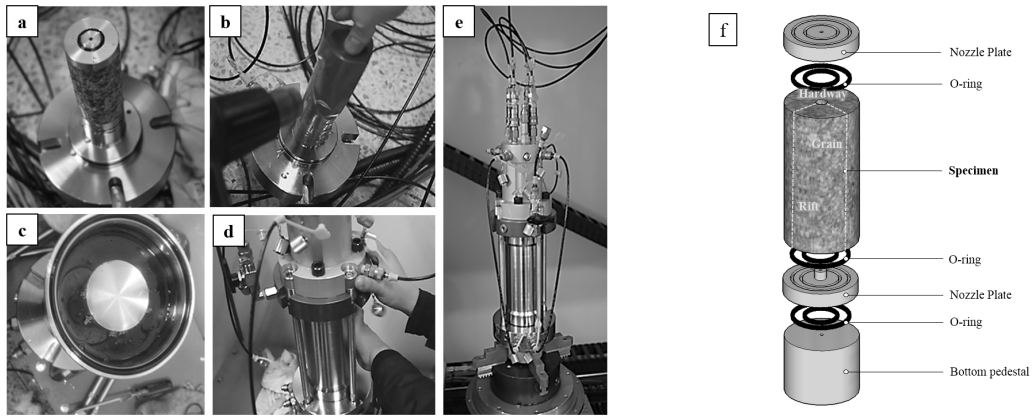 a
b
e
f
Nozzle Plate
O-ring
Hardway
Grain
Specimen
Rift
c
d
O-ring
Nozzle Plate
O-ring
Bottom pedestal